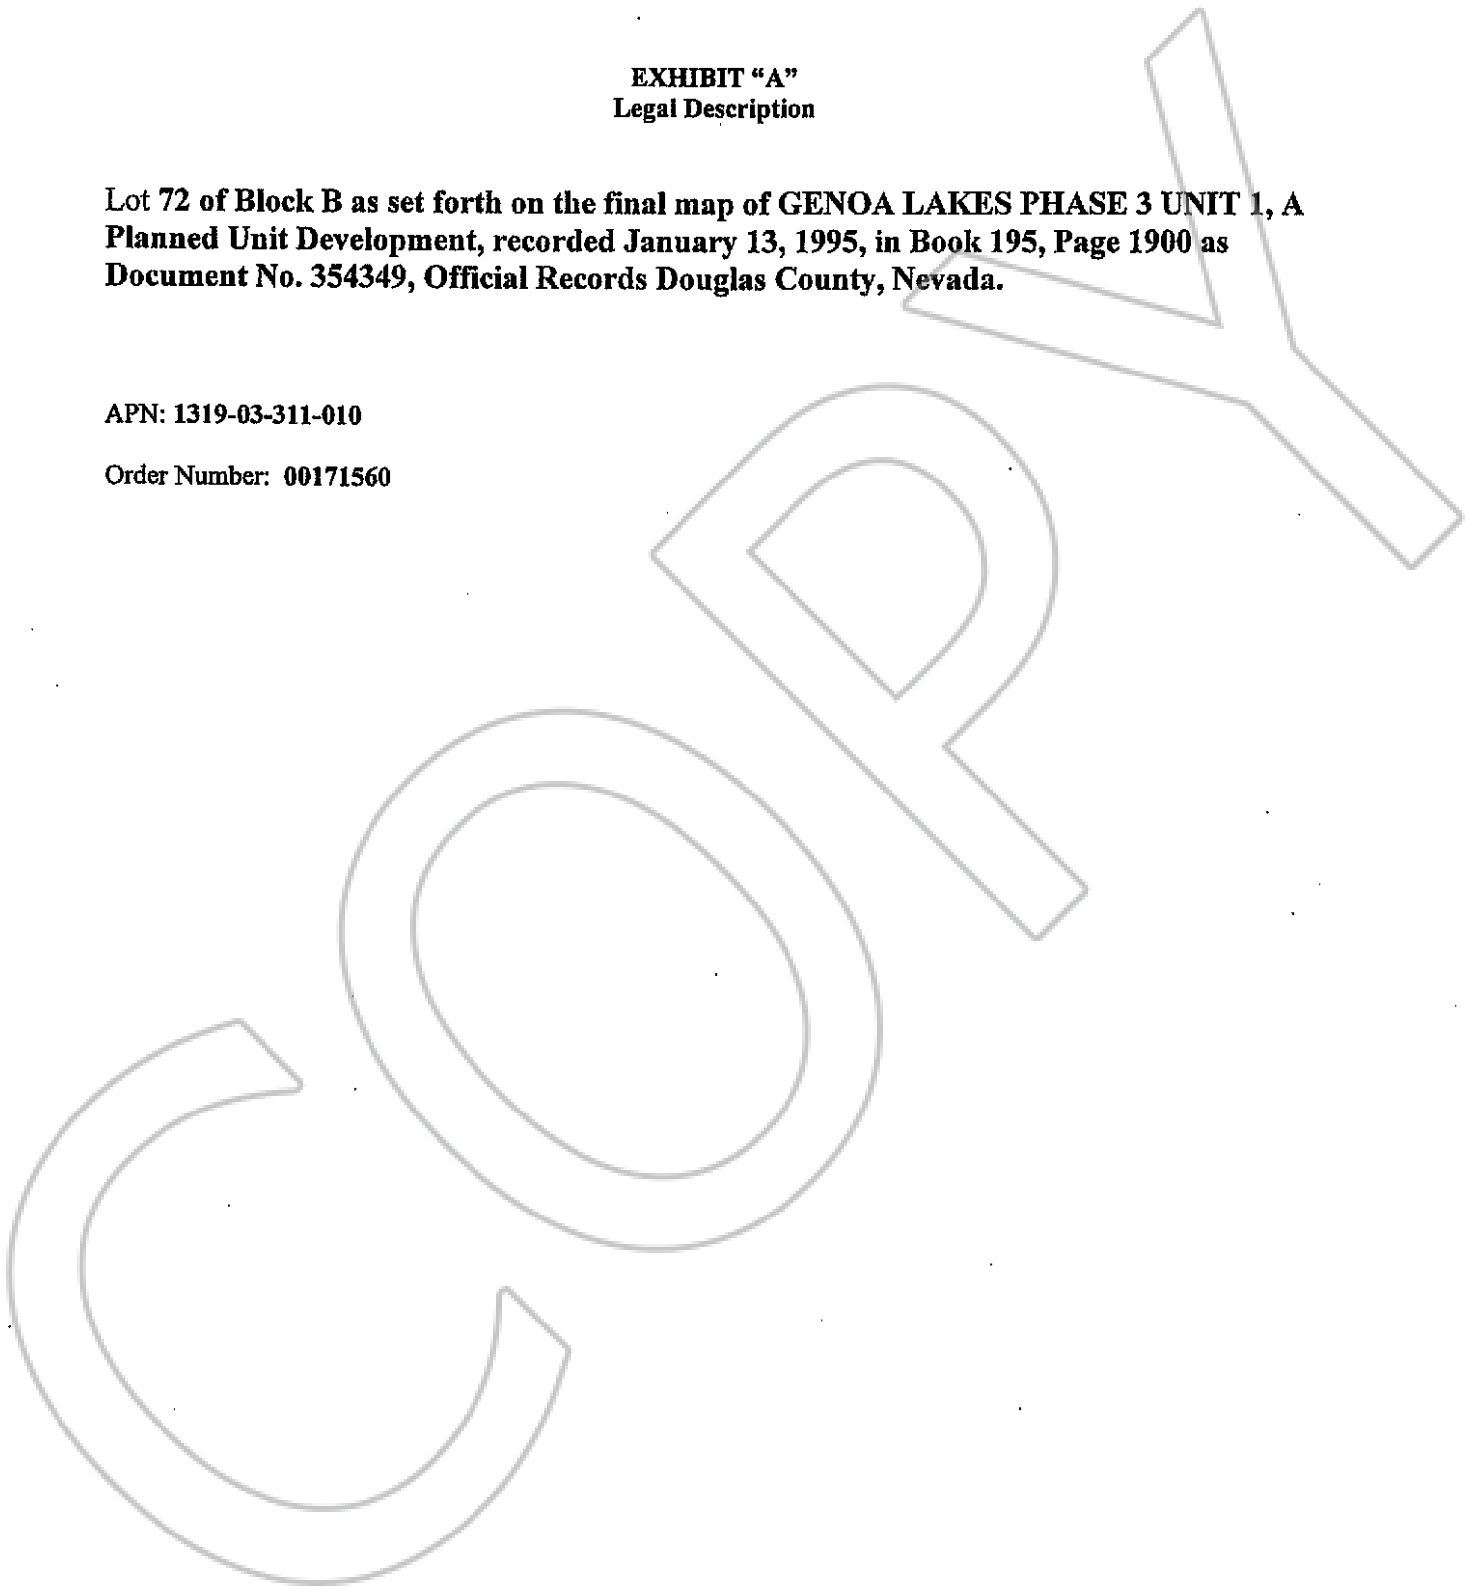 EXHIBIT “A”
Legal Description
Lot 72 of Block B as set forth on the final map of GENOA LAKES PHASE 3 UNIT 1, A
Planned Unit Development, recorded January 13, 1995, in Book 195, Page 1900 as
Document No. 354349, Official Records Douglas County, Nevada.
APN: 1319-03-311-010
Order Number: 00171560
COPY